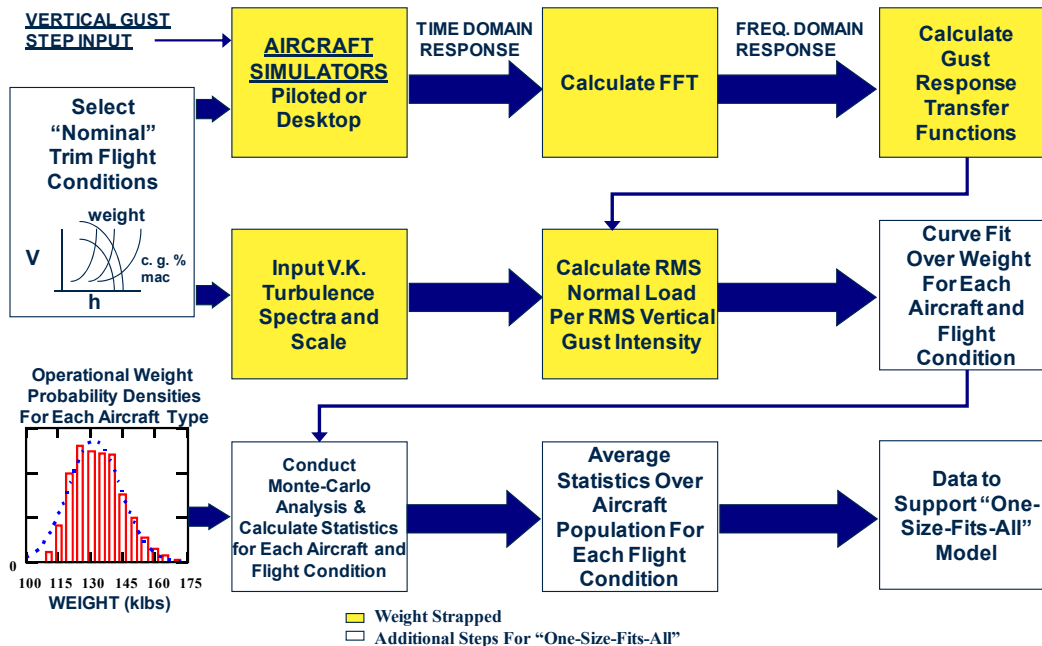 VERTICAL GUST
STEP INPUT
AIRCRAFT
SIMULATORS
Piloted or
Desktop
TIME DOMAIN
RESPONSE
Calculate FFT
FREQ. DOMAIN
RESPONSE
Calculate
Gust
Response
Transfer
Functions
Select
“Nominal”
Trim Flight
Conditions
weight
V
c. g. %
mac
h
Input V.K.
Turbulence
Spectra and
Scale
Calculate RMS
Normal Load
Per RMS Vertical
Gust Intensity
Curve Fit
Over Weight
For Each
Aircraft and
Flight
Condition
Operational Weight
Probability Densities
For Each Aircraft Type
0
100 115 130 145 160 175
WEIGHT (klbs)
Conduct
Monte-Carlo
Analysis &
Calculate Statistics
for Each Aircraft and
Flight Condition
Average
Statistics Over
Aircraft
Population For
Each Flight
Condition
Data to
Support “One-
Size-Fits-All”
Model
Weight Strapped
Additional Steps For “One-Size-Fits-All”